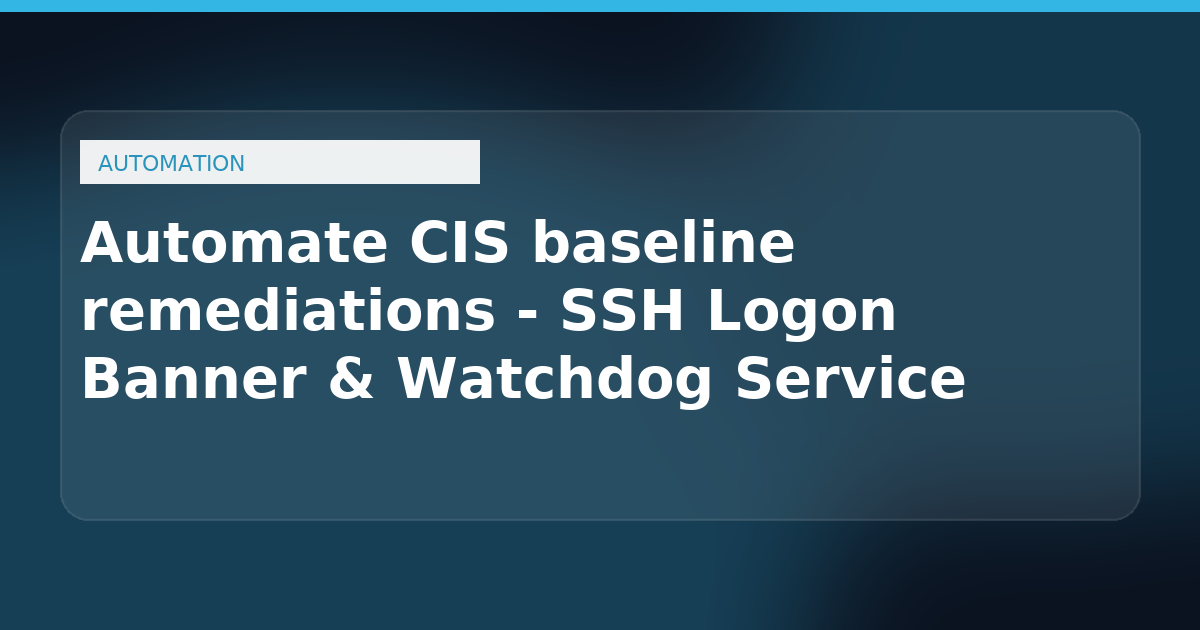 AUTOMATION
Automate CIS baseline
remediations - SSH Logon
Banner & Watchdog Service